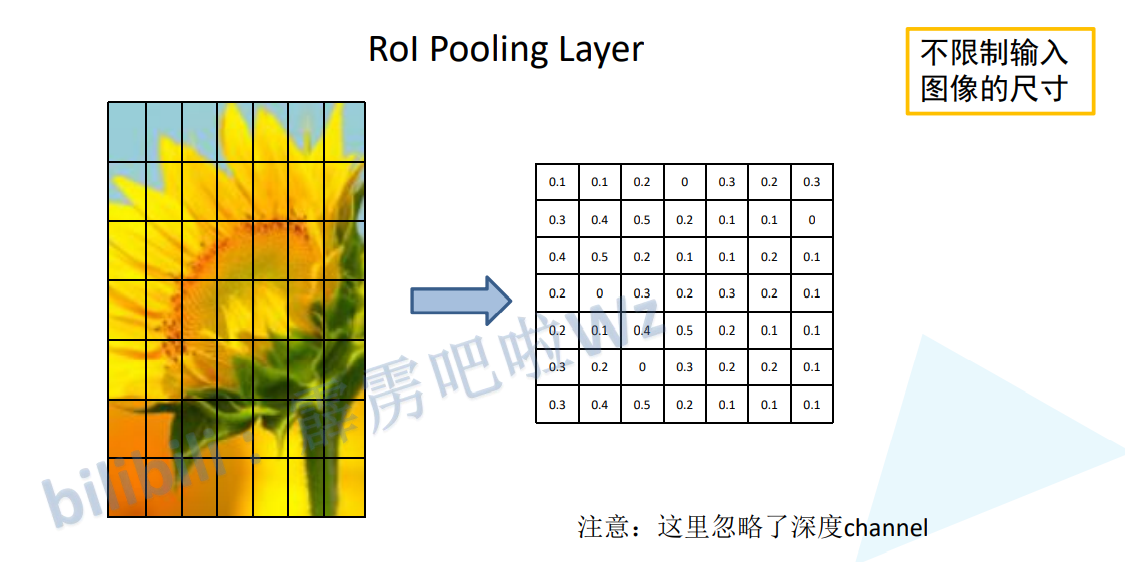 RoI Pooling Layer
不限制输入
图像的尺寸
0.1 0.1 0.2 0 0.3 0.2 0.3
0.3 0.4 0.5 0.2 0.1 0.1 0
0.4 0.5 0.2 0.1 0.1 0.2 0.1
0.2 0 0.3 0.2 0.3 0.2 0.1
0.2 0.1 0.4 0.5 0.2 0.1 0.1
0.3 0.2 0 0.3 0.2 0.2 0.1
0.3 0.4 0.5 0.2 0.1 0.1 0.1
bilibili：霹雳吧啦Wz
注意：这里忽略了深度channel